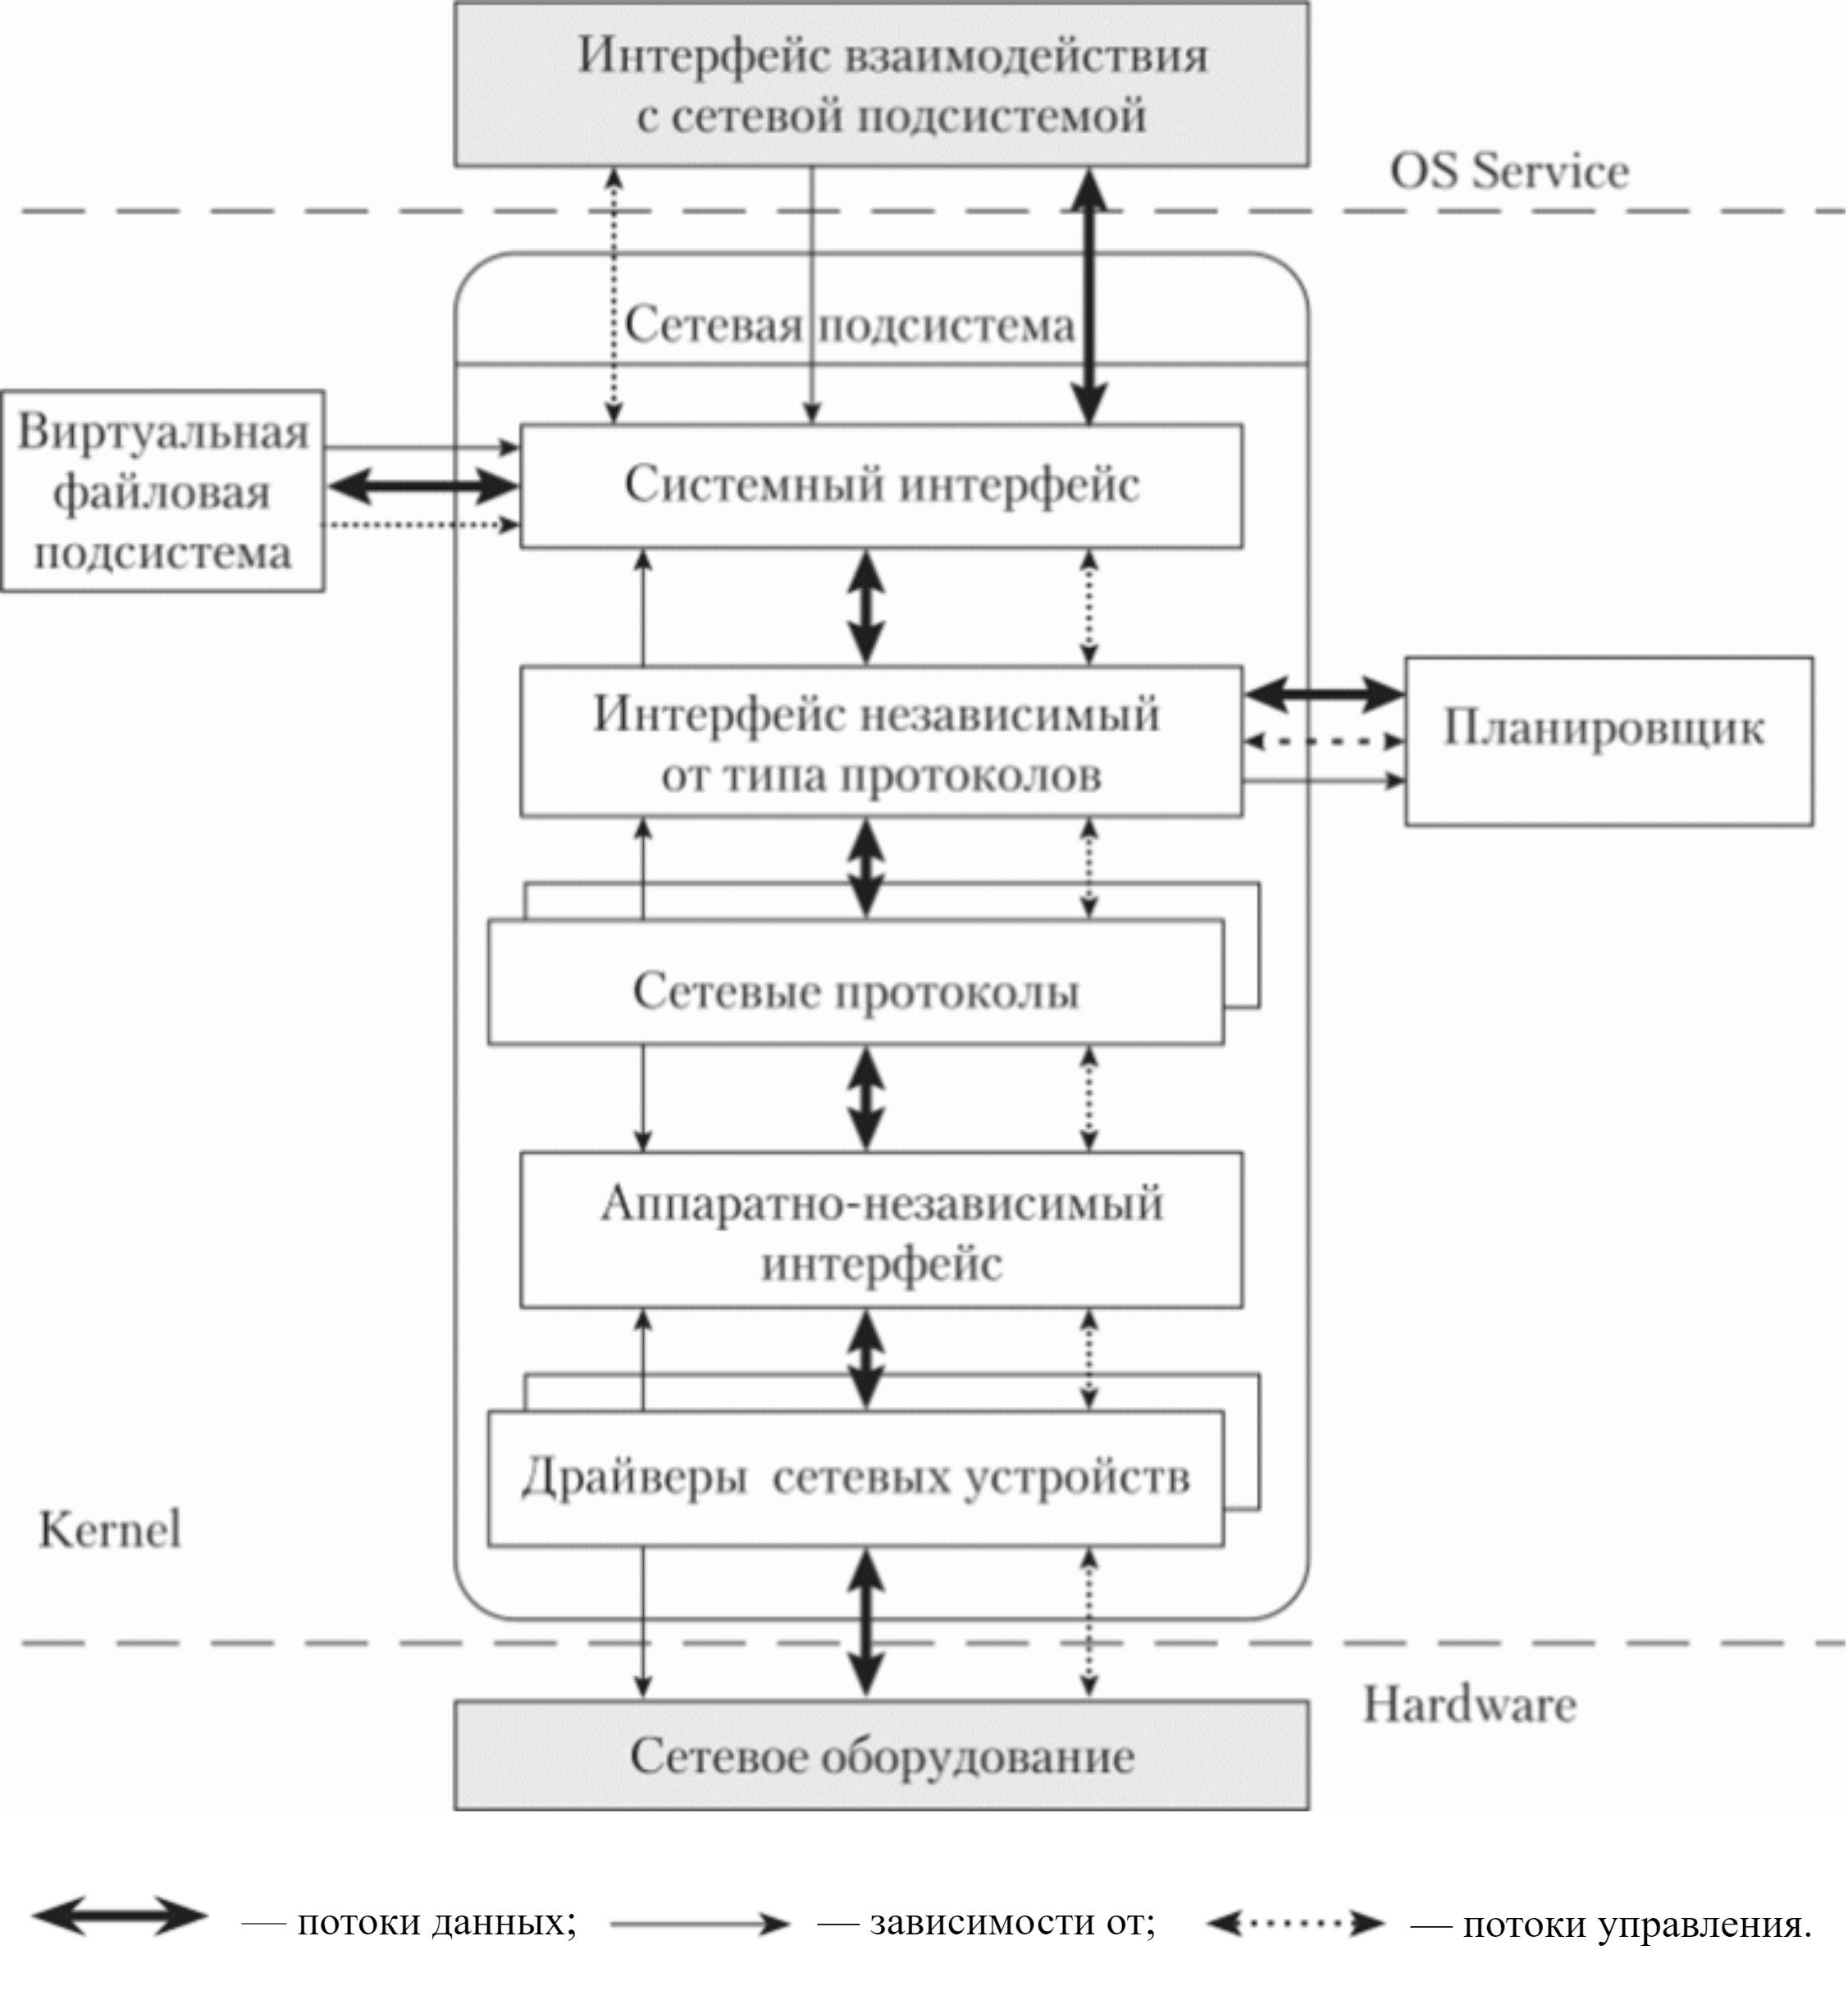 Интерфейс взаимодействия
с сетевой подсистемой
OS Service
Сетевая подсистема
Виртуальная
файловая
подсистема
Системный интерфейс
Интерфейс независимый
от типа протоколов
Планировщик
Сетевые протоколы
Аппаратно-независимый
интерфейс
Драйверы сетевых устройств
Kernel
Hardware
Сетевое оборудование
— потоки данных; — зависимости от; — потоки управления.